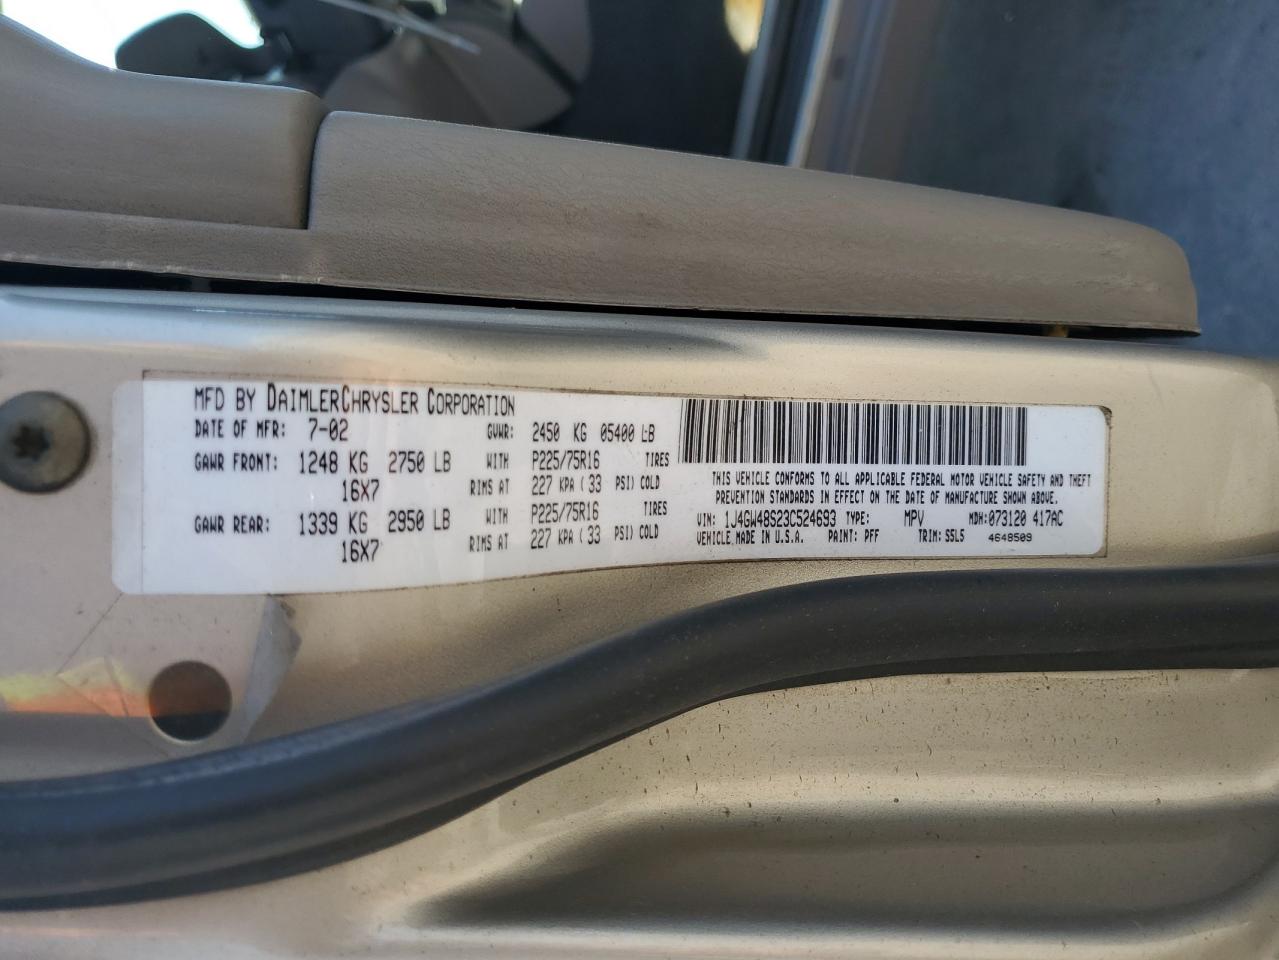 MFD BY DAIMLERCHRYSLER CORPORATION
DATE OF MFR: 7-02 GVWR: 2450 KG 05400 LB
GAWR FRONT: 1248 KG 2750 LB WITH P225/75R16 TIRES
16X7 RIMS AT 227 KPA ( 33 PSI) COLD
GAWR REAR: 1339 KG 2950 LB WITH P225/75R16 TIRES
16X7 RIMS AT 227 KPA ( 33 PSI) COLD
THIS VEHICLE CONFORMS TO ALL APPLICABLE FEDERAL MOTOR VEHICLE SAFETY AND THEFT
PREVENTION STANDARDS IN EFFECT ON THE DATE OF MANUFACTURE SHOWN ABOVE.
VIN: 1J4GW48S23C524693 TYPE: MPV MDH:073120 417AC
VEHICLE MADE IN U.S.A. PAINT: PFF TRIM: S5L5 4648509